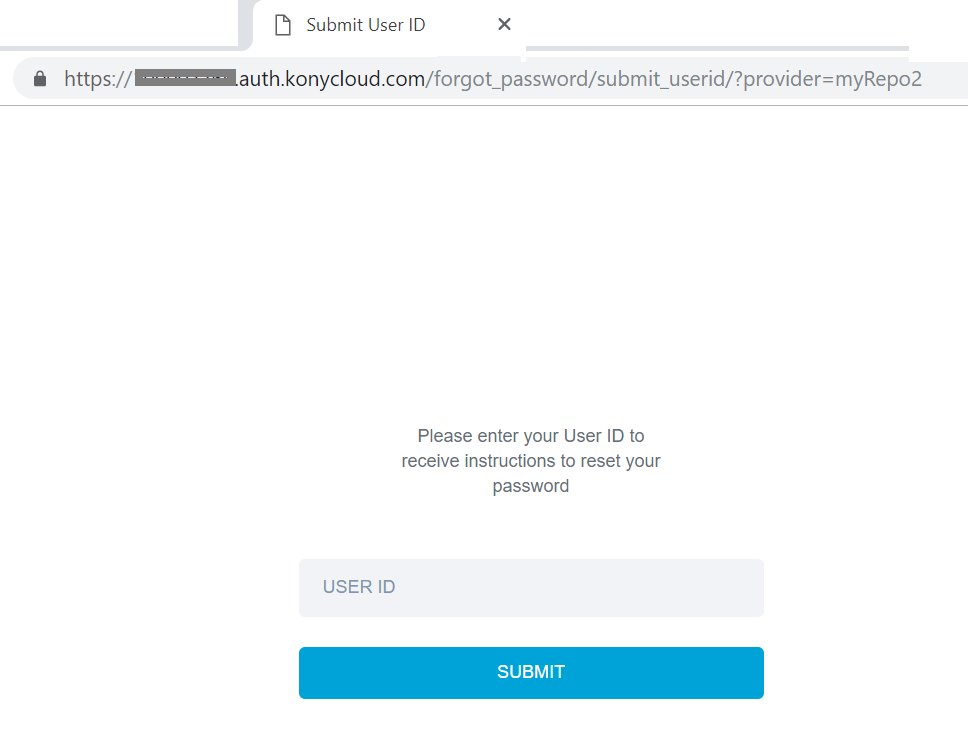 Submit User ID
https://.auth.konycloud.com/forgot_password/submit_userid/?provider=myRepo2
Please enter your User ID to
receive instructions to reset your
password
USER ID
SUBMIT